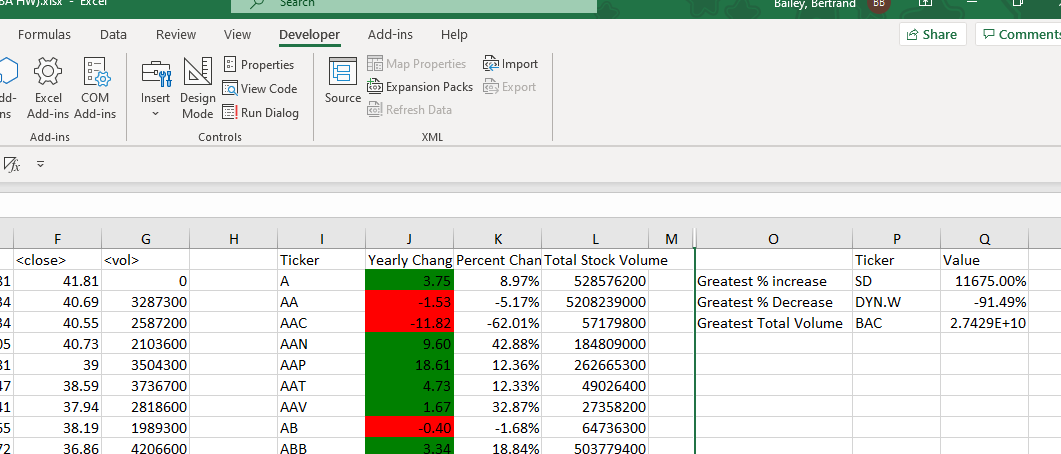 BA HW).xlsx - Excel
Search
Bailey, Bertrand
BB
Formulas Data Review View Developer Add-ins Help
Share
Comments
Excel Add-ins
COM Add-ins
Insert
Design Mode
Properties
View Code
Run Dialog
Source
Map Properties
Expansion Packs
Refresh Data
Import
Export
Add-ins
Controls
XML
fx
F G H I J K L M O P Q
<close> <vol> Ticker Yearly Chang Percent Chan Total Stock Volume Ticker Value
31 41.81 0 A 3.75 8.97% 528576200 Greatest % increase SD 11675.00%
34 40.69 3287300 AA -1.53 -5.17% 5208239000 Greatest % Decrease DYN.W -91.49%
34 40.55 2587200 AAC -11.82 -62.01% 57179800 Greatest Total Volume BAC 2.7429E+10
05 40.73 2103600 AAN 9.60 42.88% 184809000
31 39 3504300 AAP 18.61 12.36% 262665300
47 38.59 3736700 AAT 4.73 12.33% 49026400
41 37.94 2818600 AAV 1.67 32.87% 27358200
55 38.19 1989300 AB -0.40 -1.68% 64736300
72 36.86 4206600 ABB 3.34 18.84% 503779400